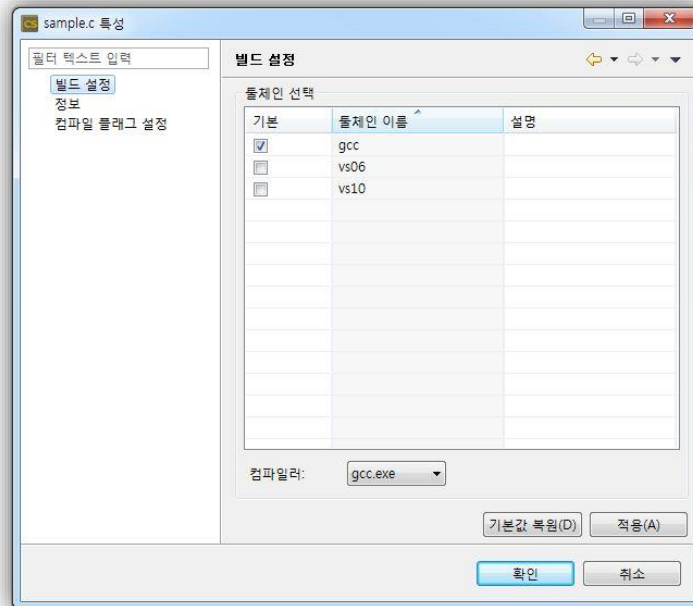 CS sample.c 특성
필터 텍스트 입력
빌드 설정
정보
컴파일 플래그 설정
빌드 설정
툴체인 선택
기본 툴체인 이름 설명
gcc
vs06
vs10
컴파일러: gcc.exe
기본값 복원(D) 적용(A)
확인 취소